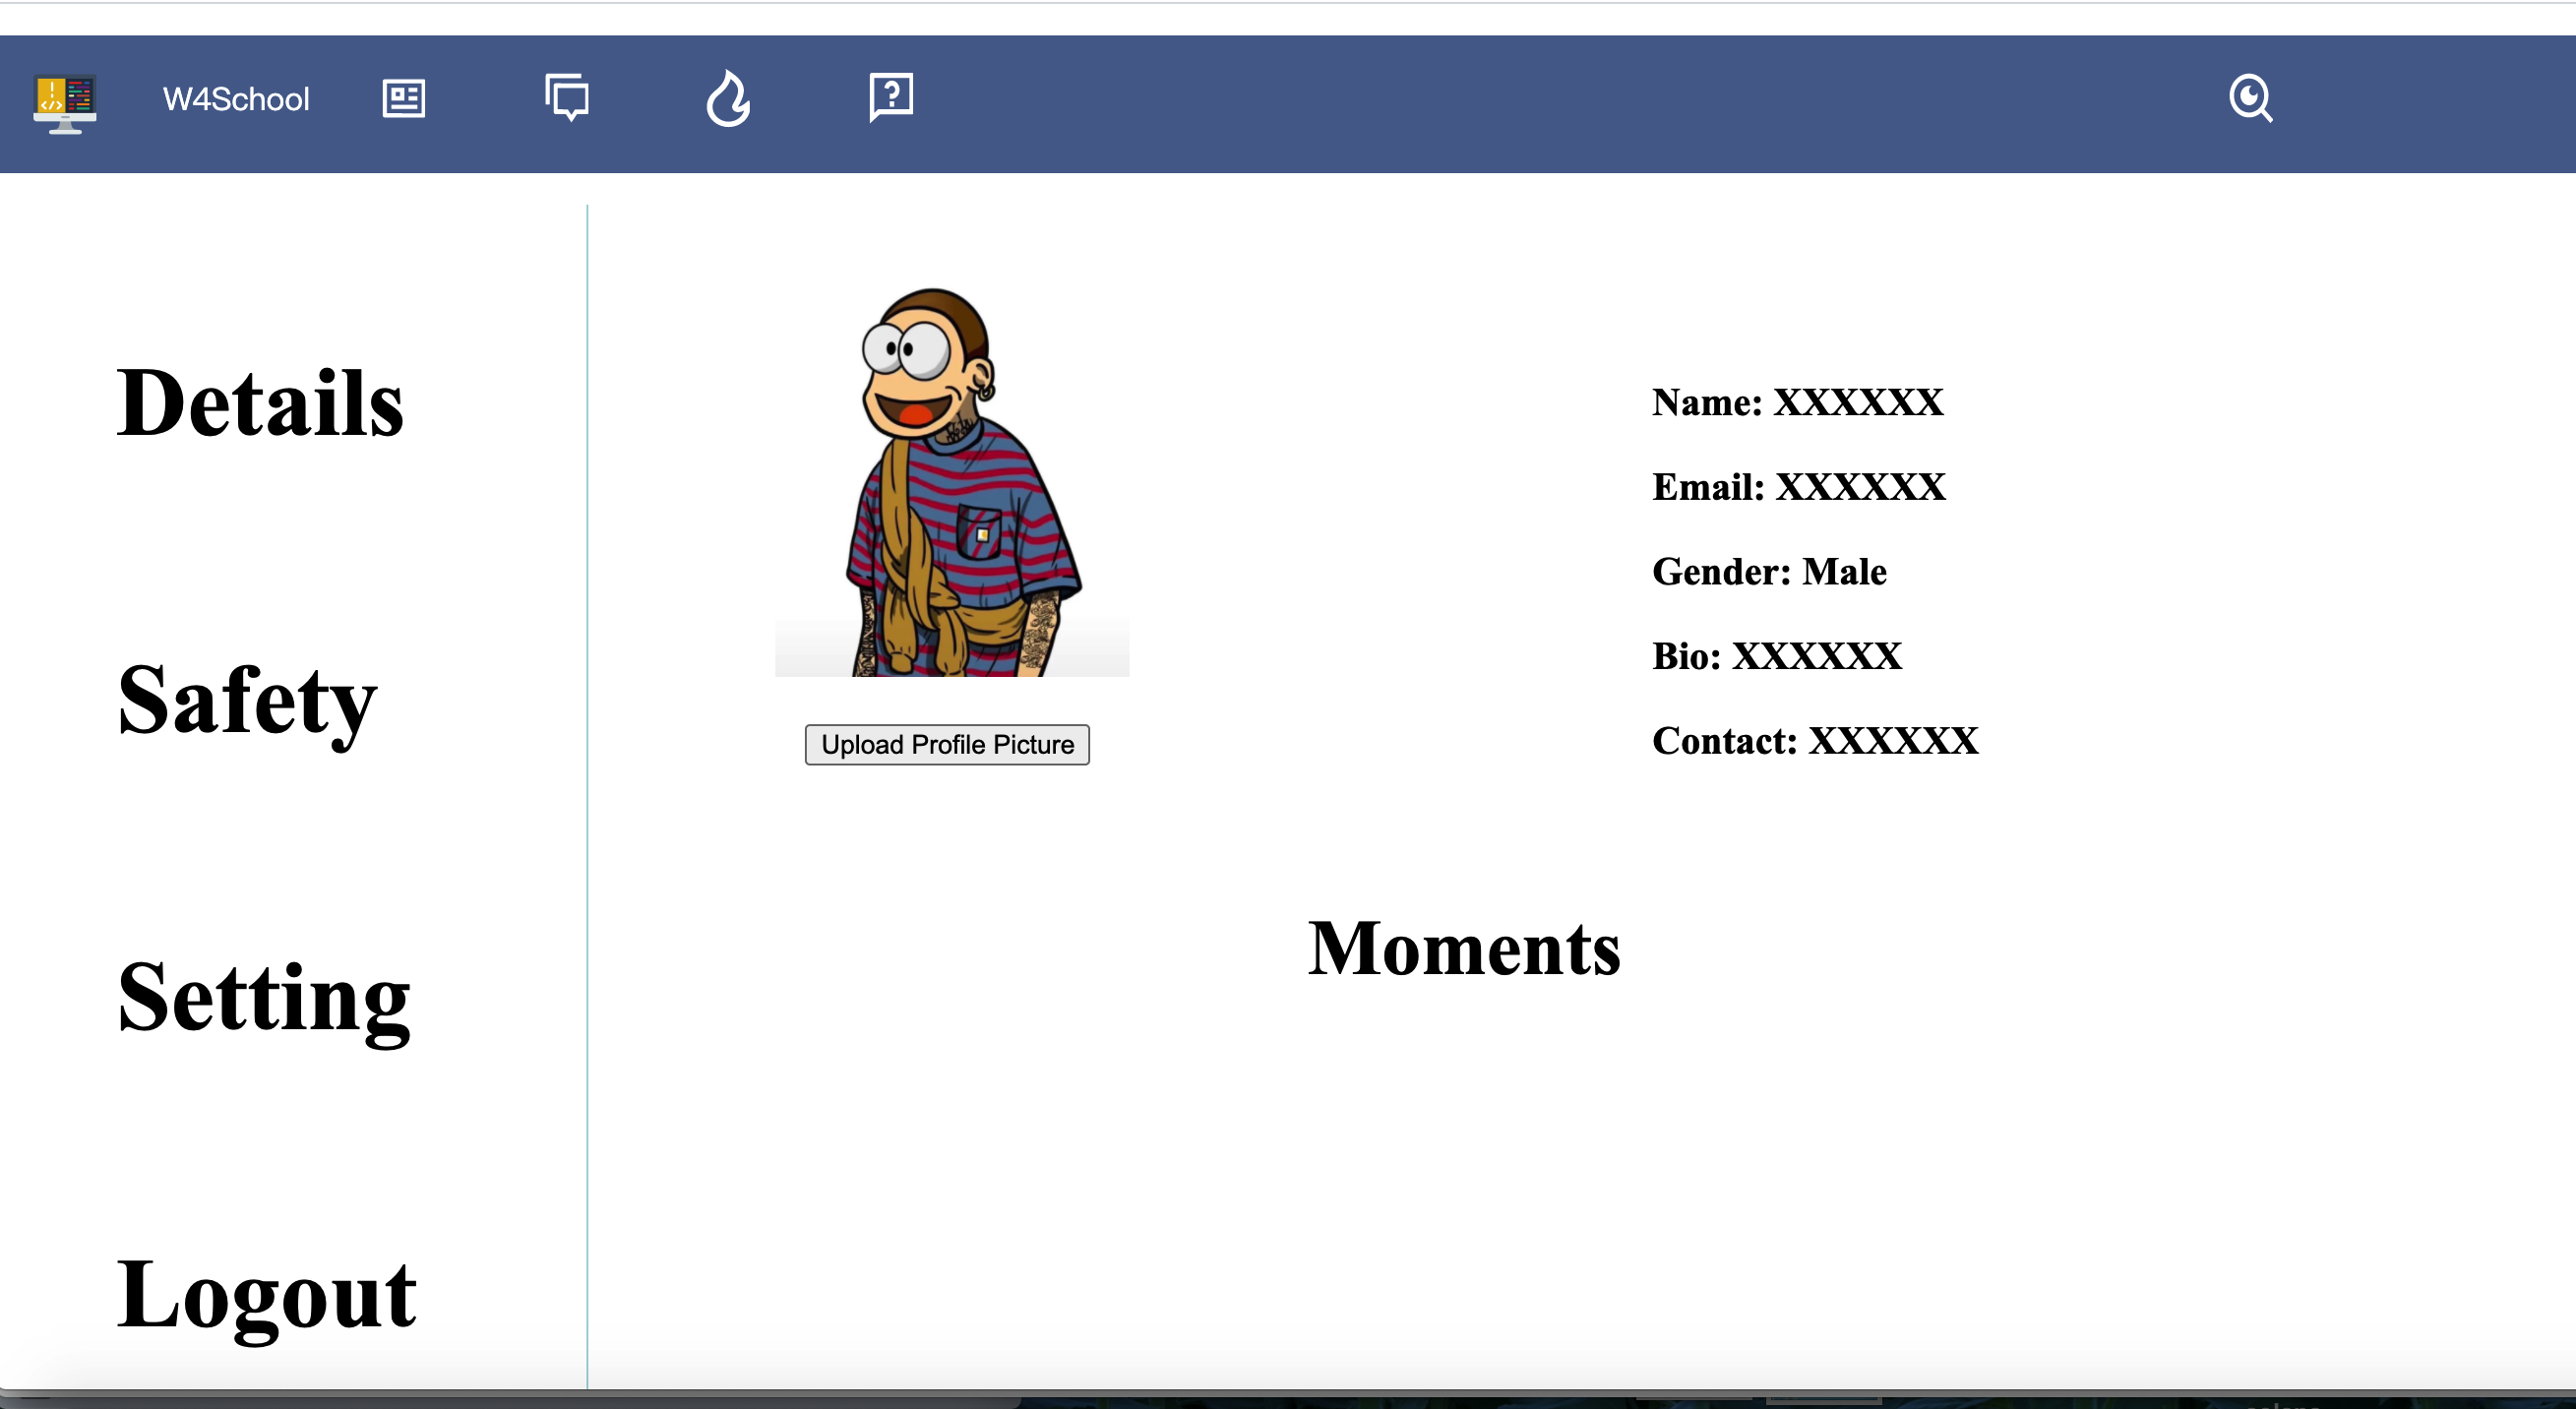 W4School
Details
Safety
Setting
Logout
Upload Profile Picture
Name: XXXXXX
Email: XXXXXX
Gender: Male
Bio: XXXXXX
Contact: XXXXXX
Moments